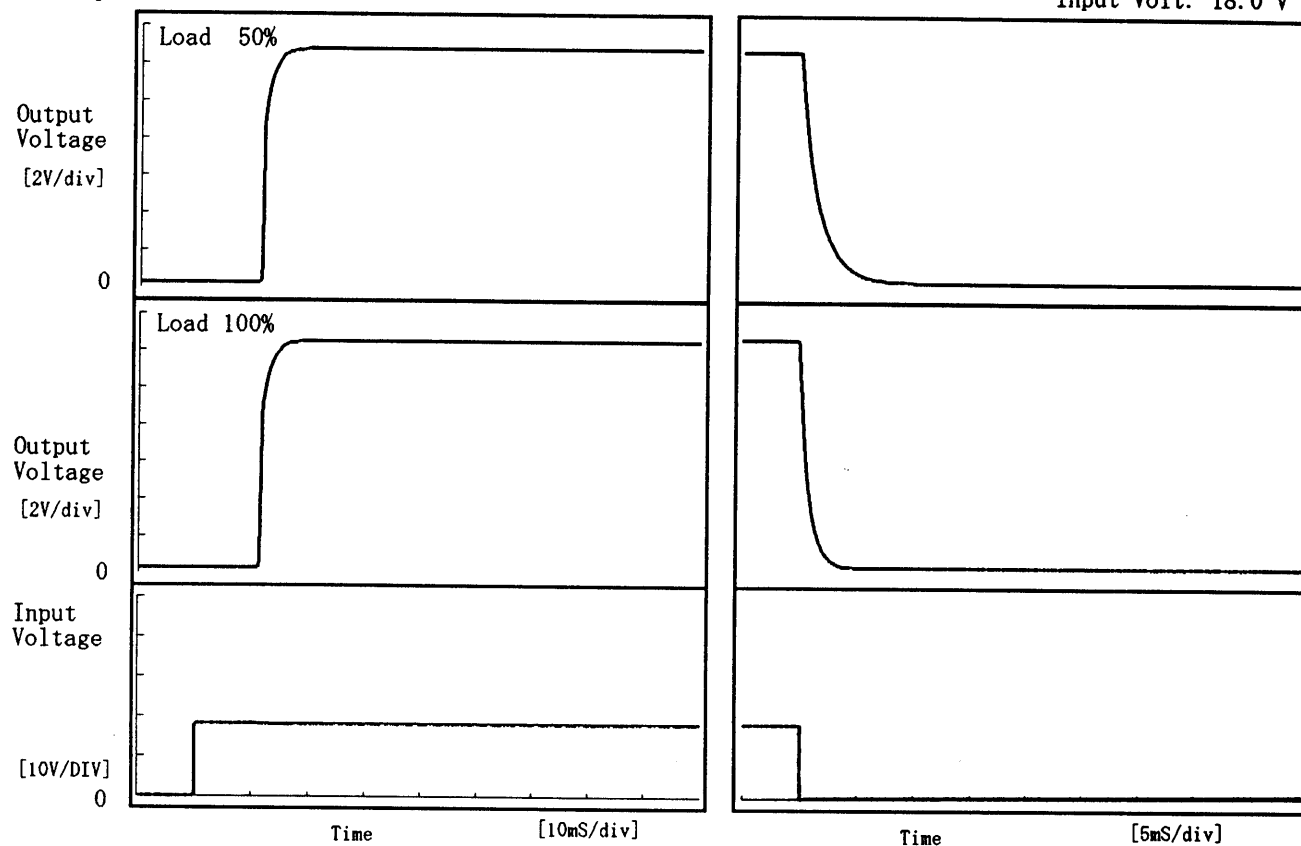 Input Volt. 18.0 V
Load 50%
Output
Voltage
[2V/div]
0
Load 100%
Output
Voltage
[2V/div]
0
Input
Voltage
[10V/DIV]
0
Time [10mS/div]
Time [5mS/div]